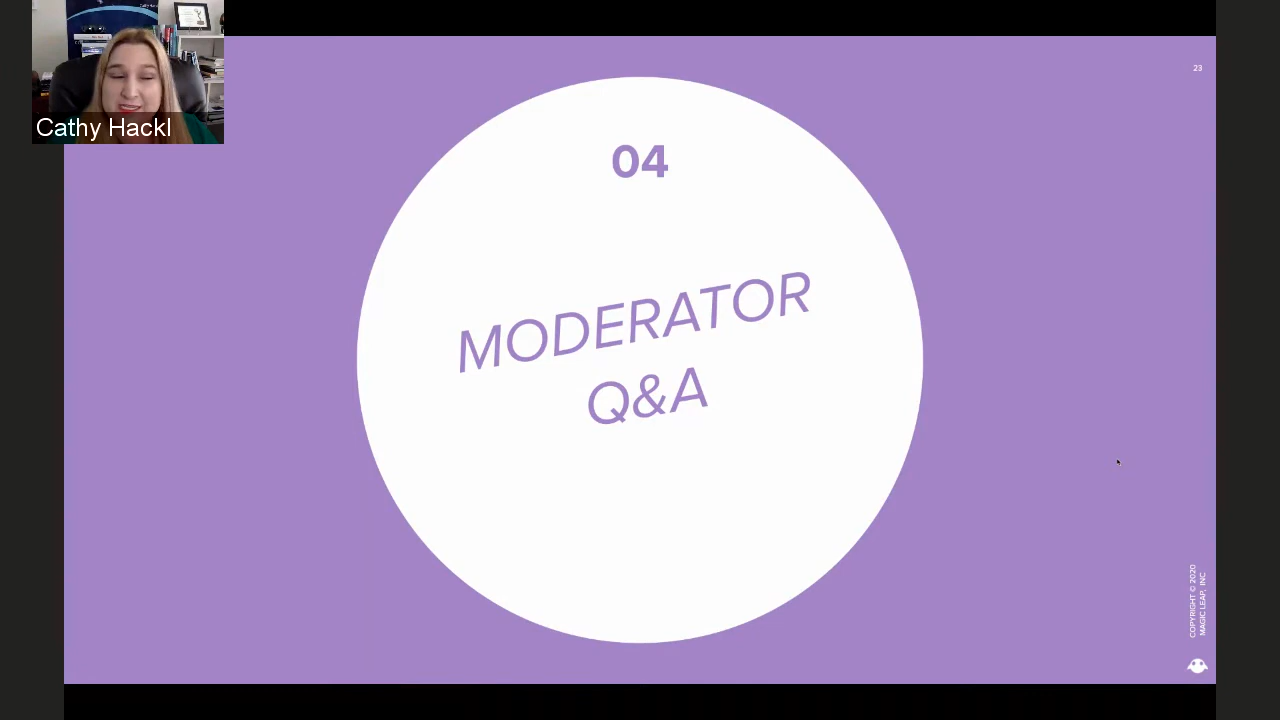 Cathy Hackl
23
04
MODERATOR
Q&A
COPYRIGHT © 2020
MAGIC LEAP, INC